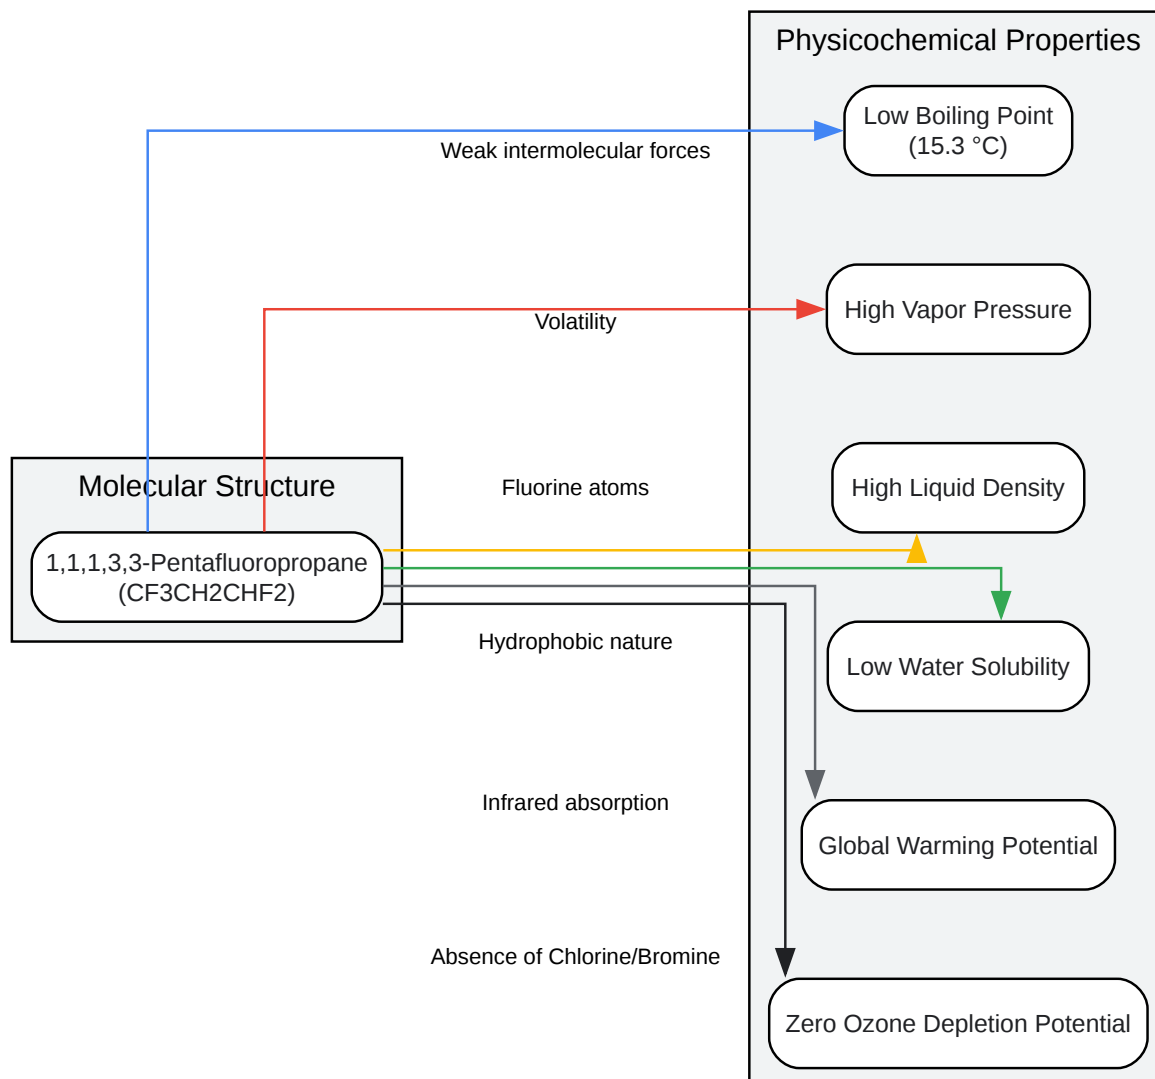 Physicochemical Properties
Low Boiling Point
(15.3 °C)
Weak intermolecular forces
High Vapor Pressure
Volatility
Molecular Structure
Fluorine atoms
High Liquid Density
1,1,1,3,3-Pentafluoropropane
(CF3CH2CHF2)
Hydrophobic nature
Low Water Solubility
Infrared absorption
Global Warming Potential
Absence of Chlorine/Bromine
Zero Ozone Depletion Potential